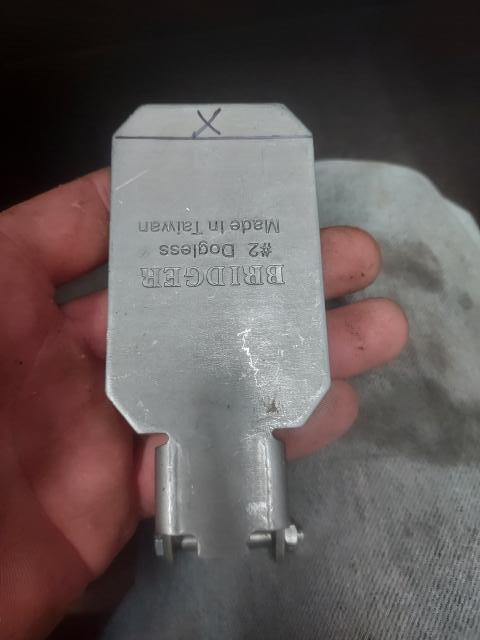 BRIDGER
#2 Dogless
Made in Taiwan
X